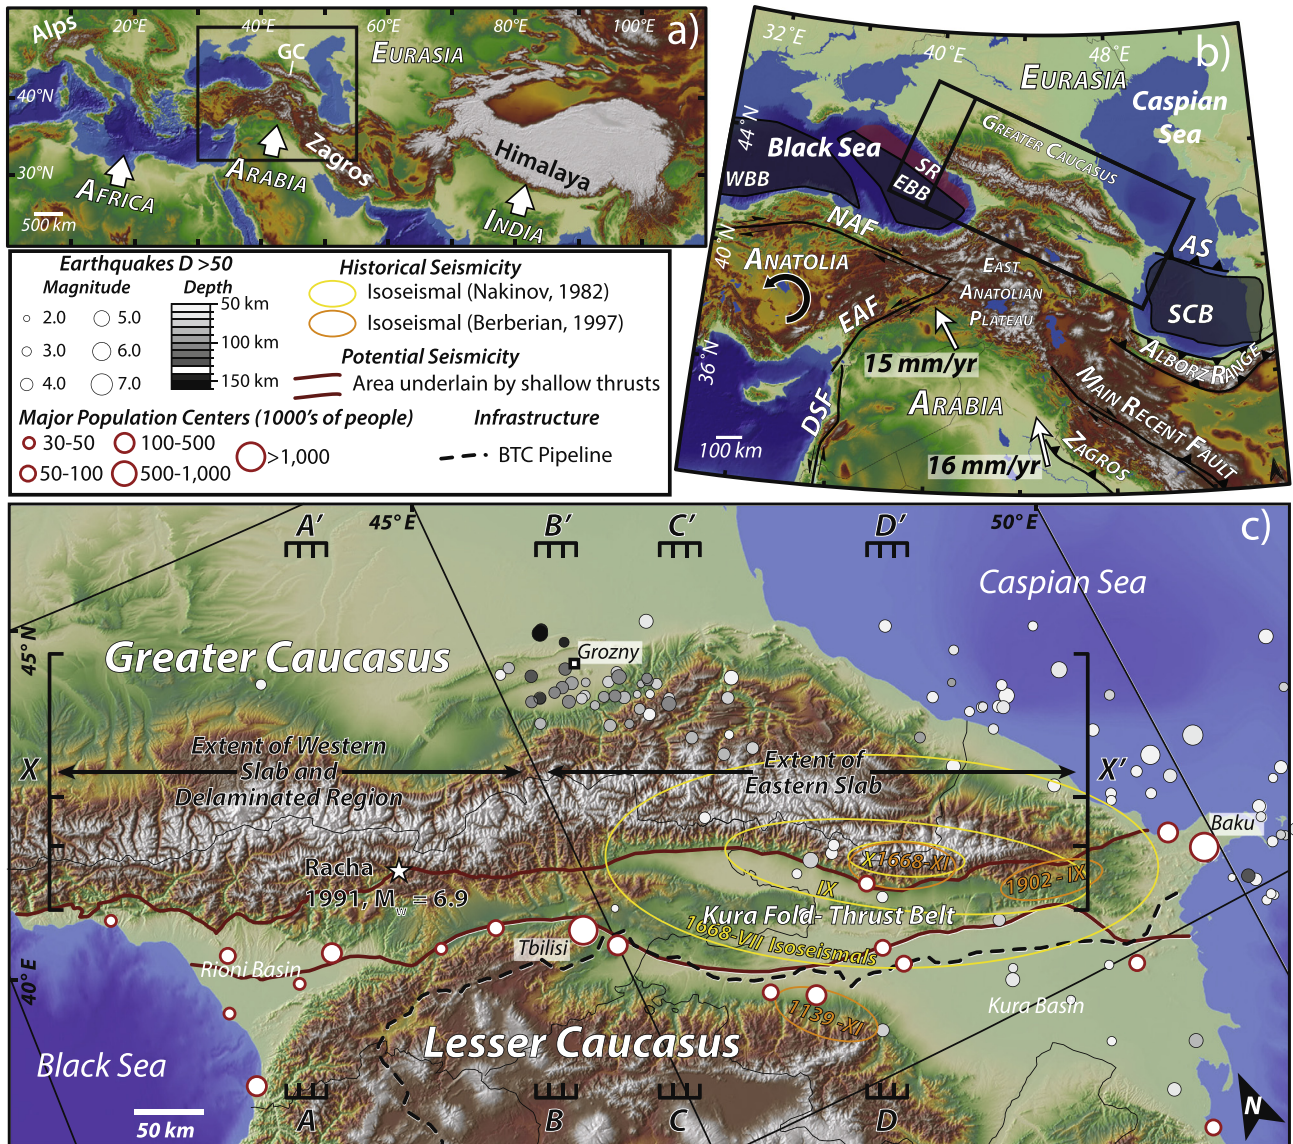 Alps
20°E
40°E
60°E
100°E
a)
GC
EURASIA
40°N
30°N
Zagros
Himalaya
AFRICA
ARABIA
INDIA
500 km
32°E
40°E
48°E
b)
EURASIA
Caspian
Sea
44°N
Black Sea
GREATER CAUCASUS
WBB
SR
EBB
NAF
40°N
ANATOLIA
EAST
ANATOLIAN
PLATEAU
AS
SCB
EAF
36°N
15 mm/yr
ALBORZ RANGE
DSF
ARABIA
MAIN RECENT FAULT
100 km
16 mm/yr
ZAGROS
Earthquakes D >50
Magnitude
Depth
2.0
5.0
3.0
6.0
4.0
7.0
50 km
100 km
150 km
Historical Seismicity
Isoseismal (Nakinov, 1982)
Isoseismal (Berberian, 1997)
Potential Seismicity
Area underlain by shallow thrusts
Major Population Centers (1000's of people)
30-50
100-500
>1,000
50-100
500-1,000
Infrastructure
BTC Pipeline
A'
45° E
B'
C'
D'
50° E
c)
Caspian Sea
45° N
Greater Caucasus
Grozny
X
Extent of Western
Slab and
Delaminated Region
Extent of
Eastern Slab
X'
Baku
Racha
1991, Mw = 6.9
X1668-XI
1902 - IX
IX
Kura Fold-Thrust Belt
1668-VII Isoseismals
Tbilisi
Rioni Basin
40° E
1139-XI
Kura Basin
Lesser Caucasus
Black Sea
50 km
A
B
C
D
N